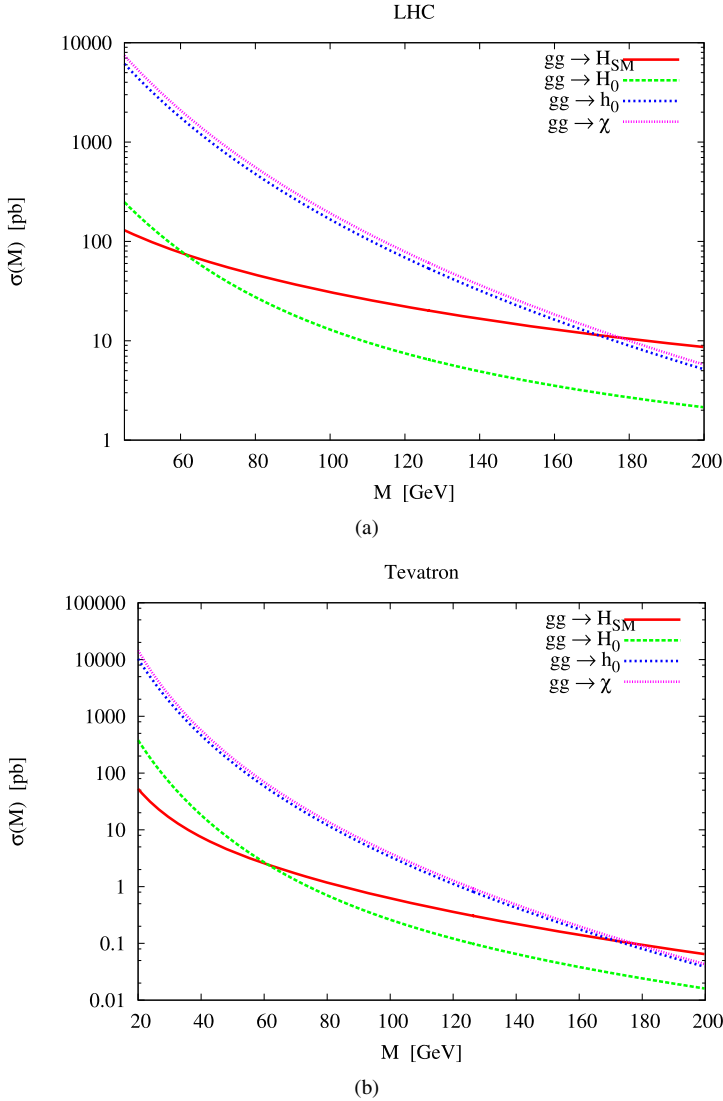 LHC
10000
1000
100
10
1
σ(M) [pb]
gg → H_SM
gg → H_0
gg → h_0
gg → χ
60 80 100 120 140 160 180 200
M [GeV]
(a)
Tevatron
100000
10000
1000
100
10
1
0.1
0.01
σ(M) [pb]
gg → H_SM
gg → H_0
gg → h_0
gg → χ
20 40 60 80 100 120 140 160 180 200
M [GeV]
(b)